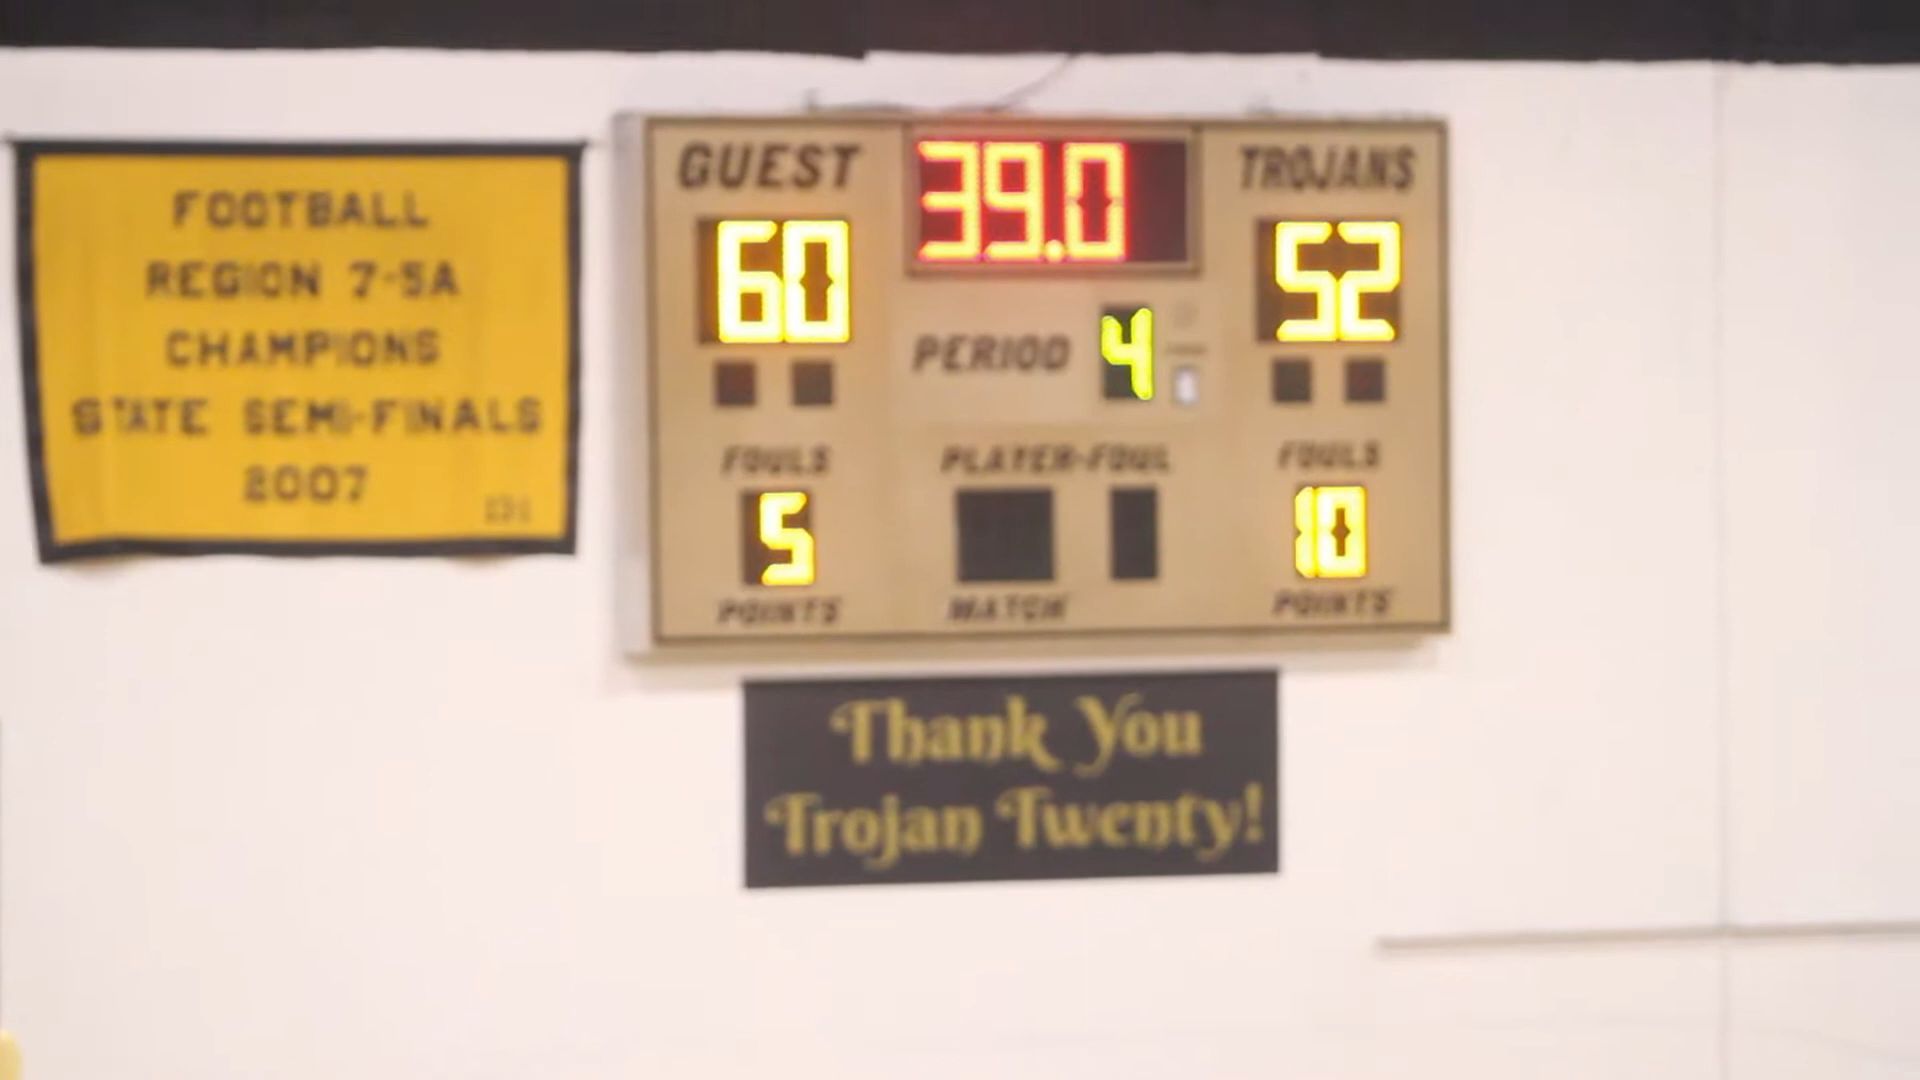 FOOTBALL
REGION 7-5A
CHAMPIONS
STATE SEMI-FINALS
2007
GUEST
39.0
TROJANS
60
52
PERIOD 4
FOULS
PLAYER-FOUL
FOULS
5
10
POINTS
MATCH
POINTS
Thank You
Trojan Twenty!